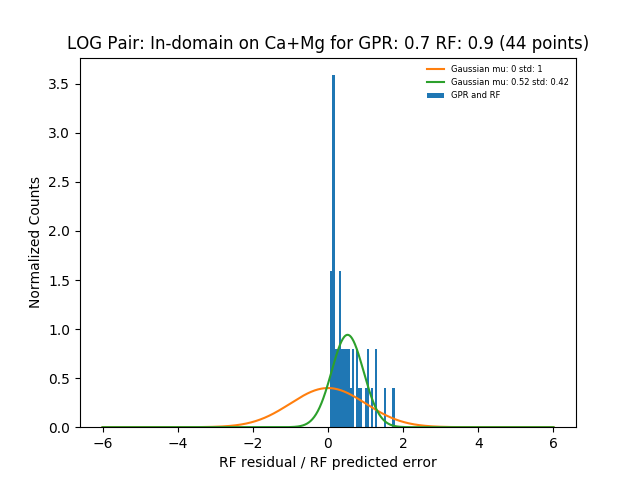 LOG Pair: In-domain on Ca+Mg for GPR: 0.7 RF: 0.9 (44 points)
Gaussian mu: 0 std: 1
Gaussian mu: 0.52 std: 0.42
GPR and RF
Normalized Counts
3.5
3.0
2.5
2.0
1.5
1.0
0.5
0.0
−6 −4 −2 0 2 4 6
RF residual / RF predicted error